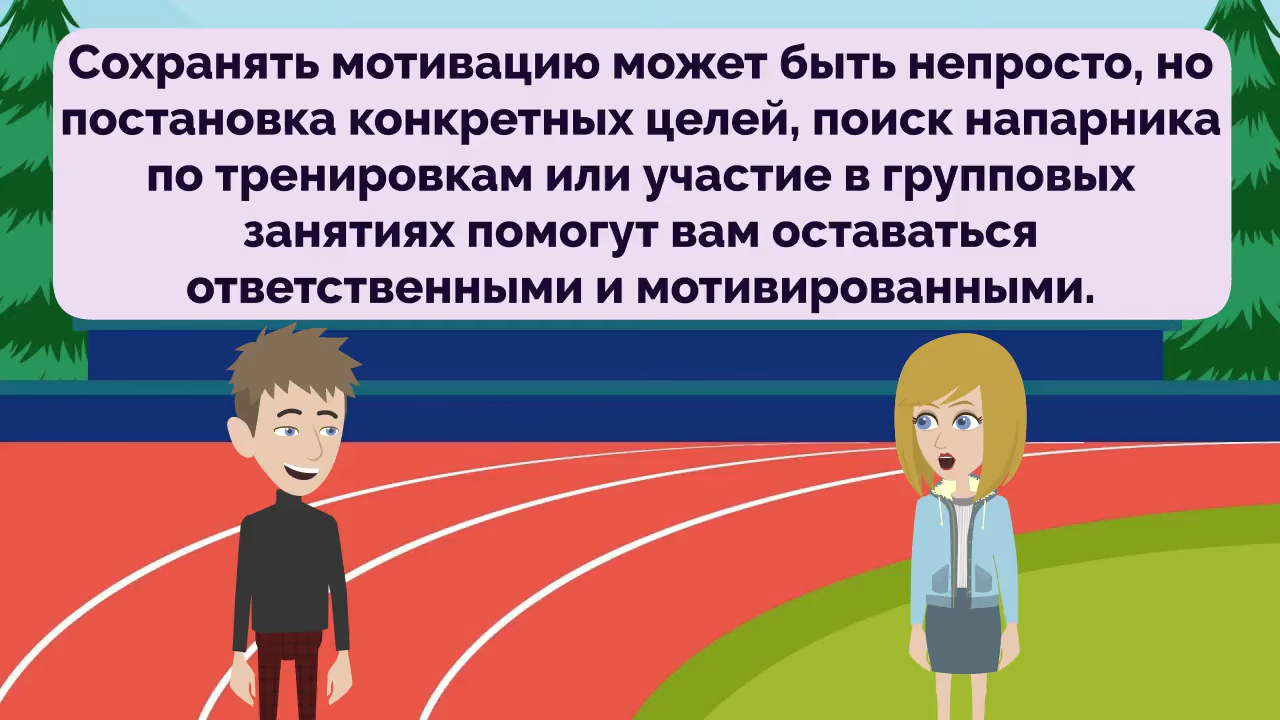 Сохранять мотивацию может быть непросто, но
постановка конкретных целей, поиск напарника
по тренировкам или участие в групповых
занятиях помогут вам оставаться
ответственными и мотивированными.